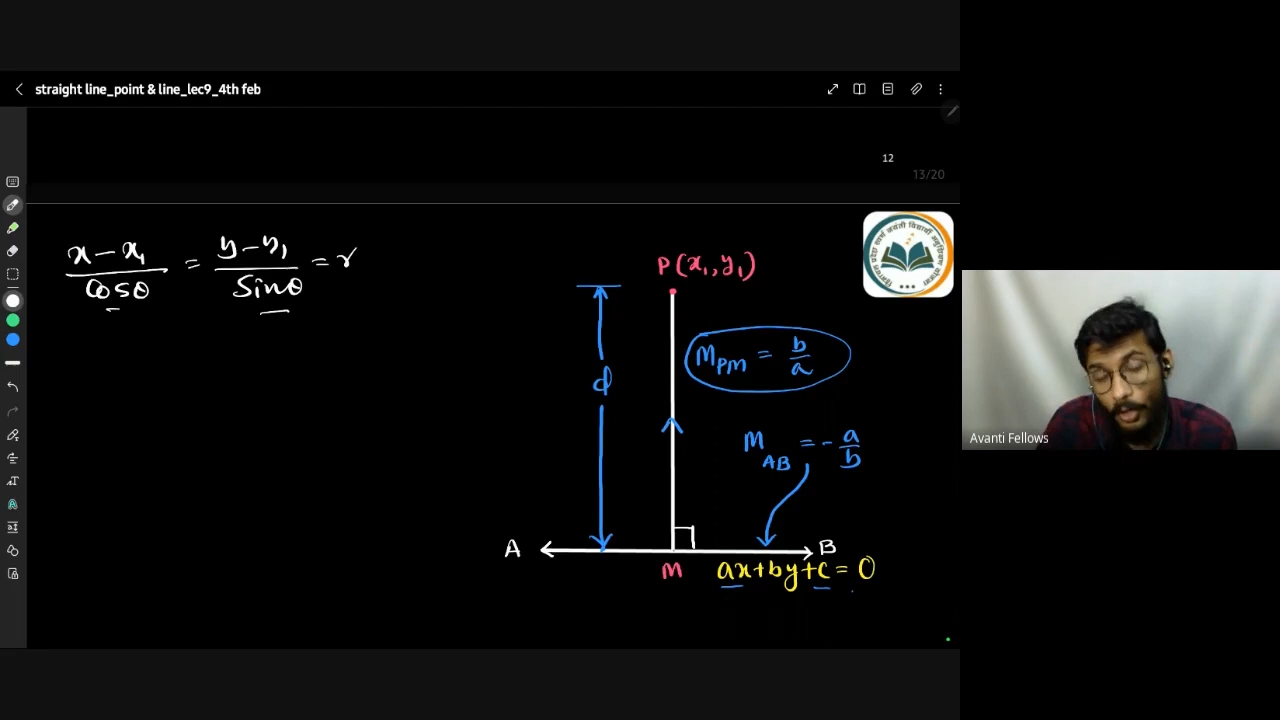 straight line_point & line_lec9_4th feb
12
13/20
x - x₁ / cosθ = y - y₁ / Sinθ = r
P(x₁, y₁)
d
M_PM = b/a
M_AB = - a/b
A
B
M
ax + by + c = 0
Avanti Fellows